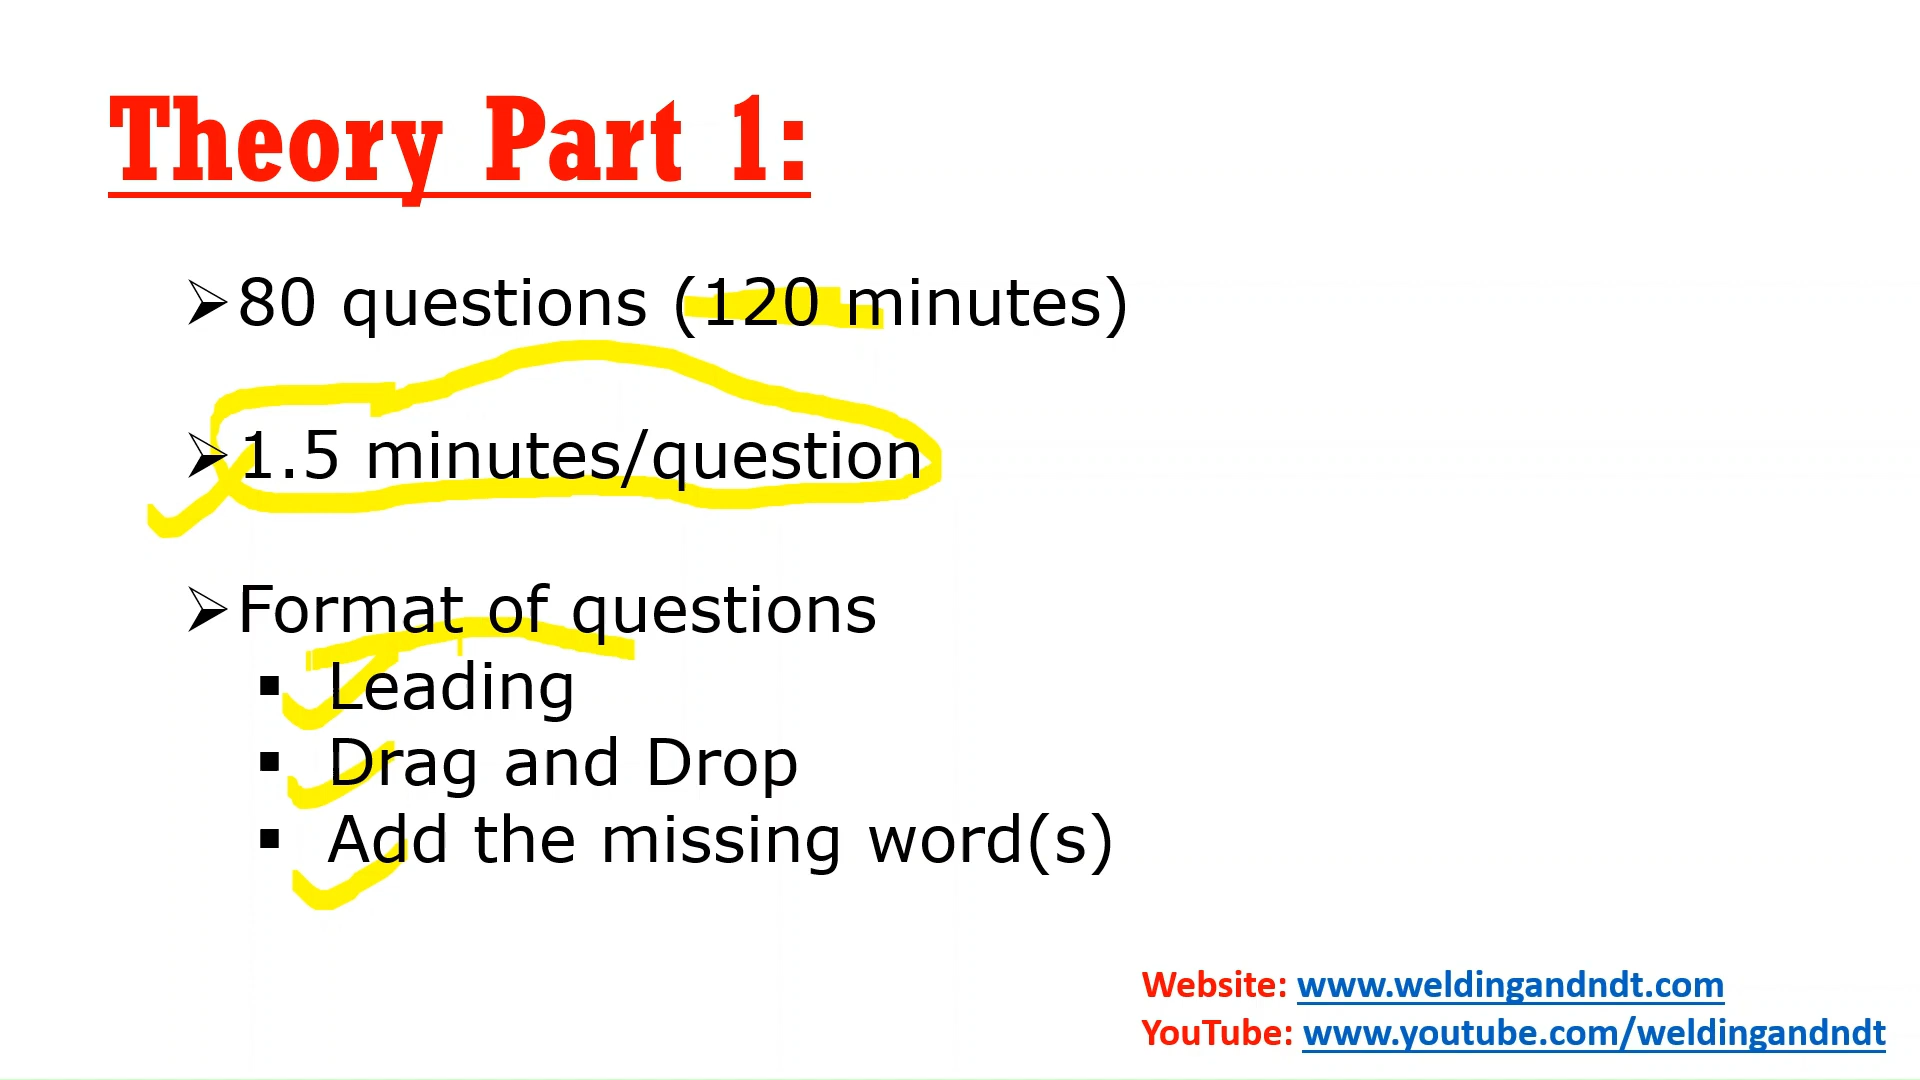 Theory Part 1:
➢80 questions (120 minutes)
➢1.5 minutes/question
➢Format of questions
▪ Leading
▪ Drag and Drop
▪ Add the missing word(s)
Website: www.weldingandndt.com
YouTube: www.youtube.com/weldingandndt